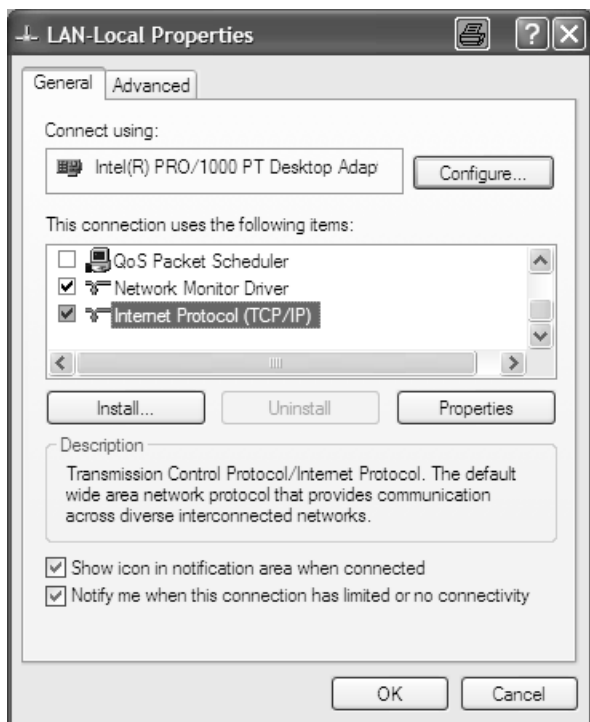 LAN-Local Properties
General
Advanced
Connect using:
Intel(R) PRO/1000 PT Desktop Adap
Configure...
This connection uses the following items:
QoS Packet Scheduler
Network Monitor Driver
Internet Protocol (TCP/IP)
Install...
Uninstall
Properties
Description
Transmission Control Protocol/Internet Protocol. The default
wide area network protocol that provides communication
across diverse interconnected networks.
Show icon in notification area when connected
Notify me when this connection has limited or no connectivity
OK
Cancel